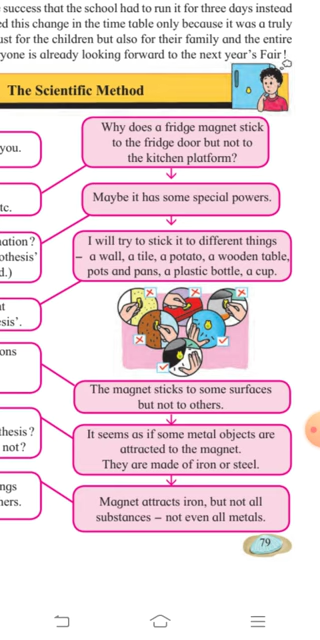 success that the school had to run it for three days instead
ed this change in the time table only because it was a truly
ust for the children but also for their family and the entire
yone is already looking forward to the next year's Fair!
The Scientific Method
Why does a fridge magnet stick
to the fridge door but not to
the kitchen platform?
you.
Maybe it has some special powers.
tc.
I will try to stick it to different things
– a wall, a tile, a potato, a wooden table,
pots and pans, a plastic bottle, a cup.
ation?
othesis'
d.)
t
sis'.
ons
The magnet sticks to some surfaces
but not to others.
thesis?
not?
It seems as if some metal objects are
attracted to the magnet.
They are made of iron or steel.
ngs
hers.
Magnet attracts iron, but not all
substances – not even all metals.
79